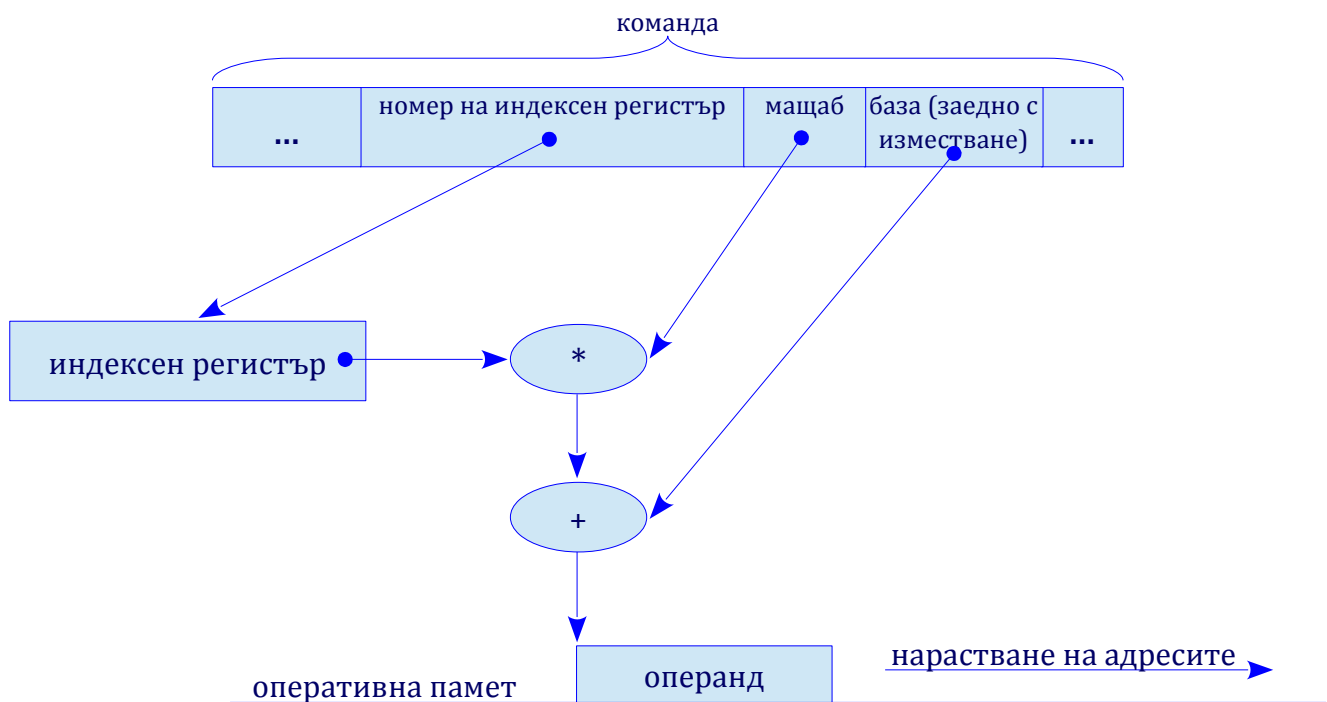 команда
...
номер на индексен регистър
мащаб
база (заедно с
изместване)
...
индексен регистър
*
+
операнд
нарастване на адресите
оперативна памет